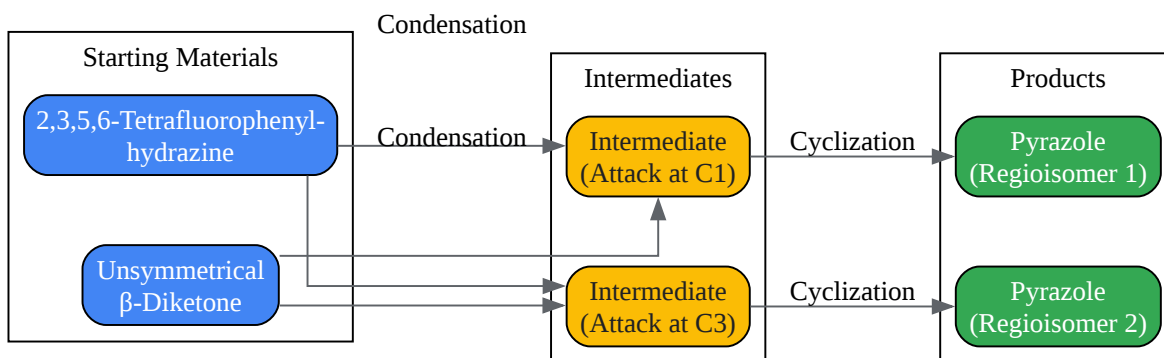 Condensation
Starting Materials
Intermediates
Products
2,3,5,6-Tetrafluorophenyl-
hydrazine
Condensation
Intermediate
(Attack at C1)
Cyclization
Pyrazole
(Regioisomer 1)
Unsymmetrical
β-Diketone
Intermediate
(Attack at C3)
Cyclization
Pyrazole
(Regioisomer 2)